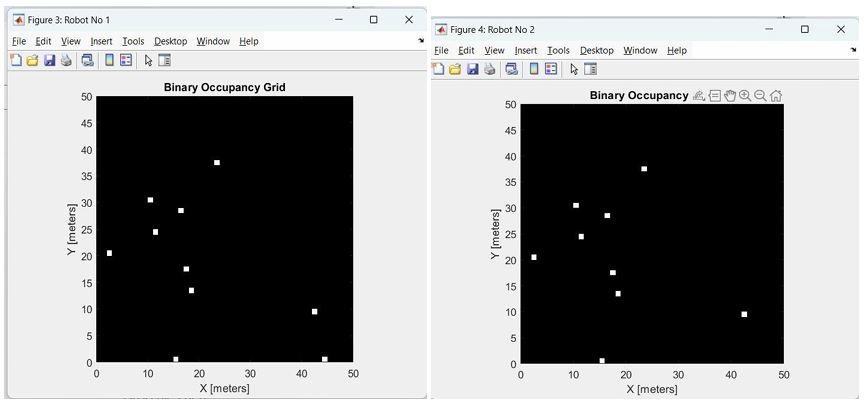 Figure 3: Robot No 1
File Edit View Insert Tools Desktop Window Help
Binary Occupancy Grid
50
45
40
35
30
25
20
15
10
5
0
Y [meters]
0 10 20 30 40 50
X [meters]
Figure 4: Robot No 2
File Edit View Insert Tools Desktop Window Help
Binary Occupancy
50
45
40
35
30
25
20
15
10
5
0
Y [meters]
0 10 20 30 40 50
X [meters]